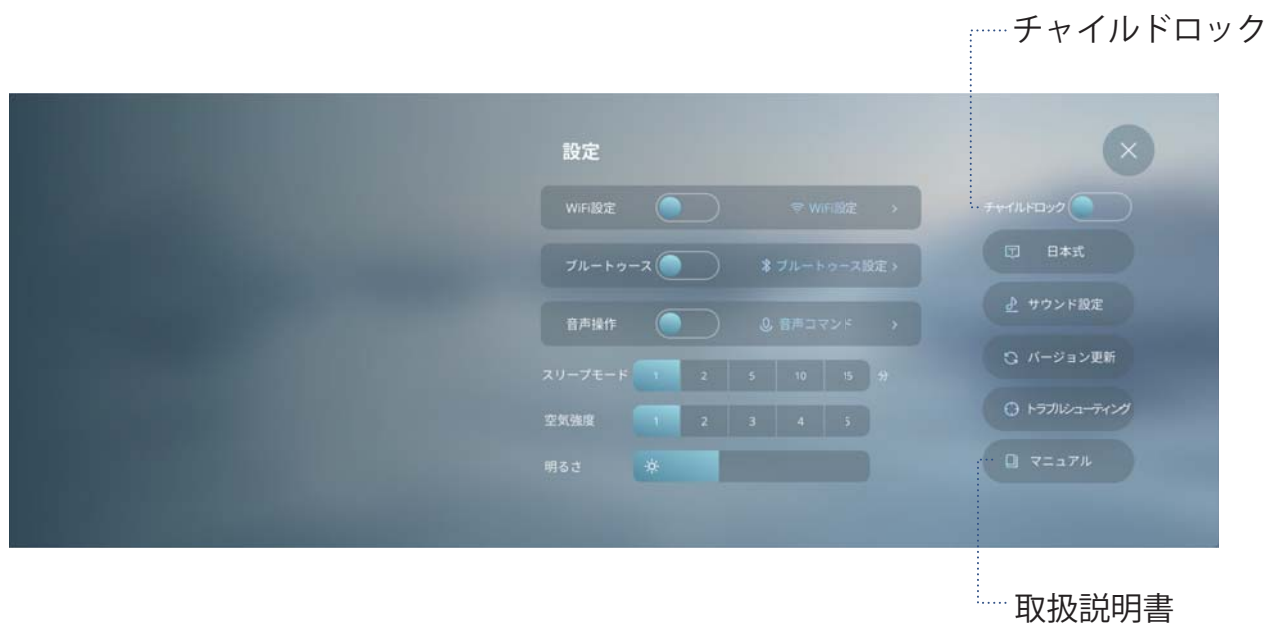 チャイルドロック
設定
WiFi設定 WiFi設定 >
チャイルドロック
ブルートゥース ブルートゥース設定 >
日本式
音声操作 音声コマンド >
サウンド設定
スリープモード 1 2 5 10 15 分
バージョン更新
空気強度 1 2 3 4 5
トラブルシューティング
明るさ
マニュアル
取扱説明書